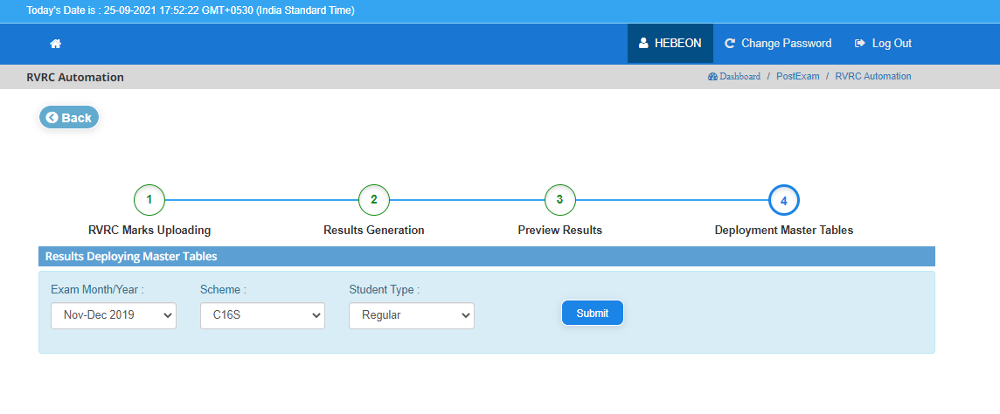 Today's Date is : 25-09-2021 17:52:22 GMT+0530 (India Standard Time)
HEBEON Change Password Log Out
RVRC Automation Dashboard / PostExam / RVRC Automation
Back
1 2 3 4
RVRC Marks Uploading Results Generation Preview Results Deployment Master Tables
Results Deploying Master Tables
Exam Month/Year : Scheme : Student Type :
Nov-Dec 2019 C16S Regular Submit